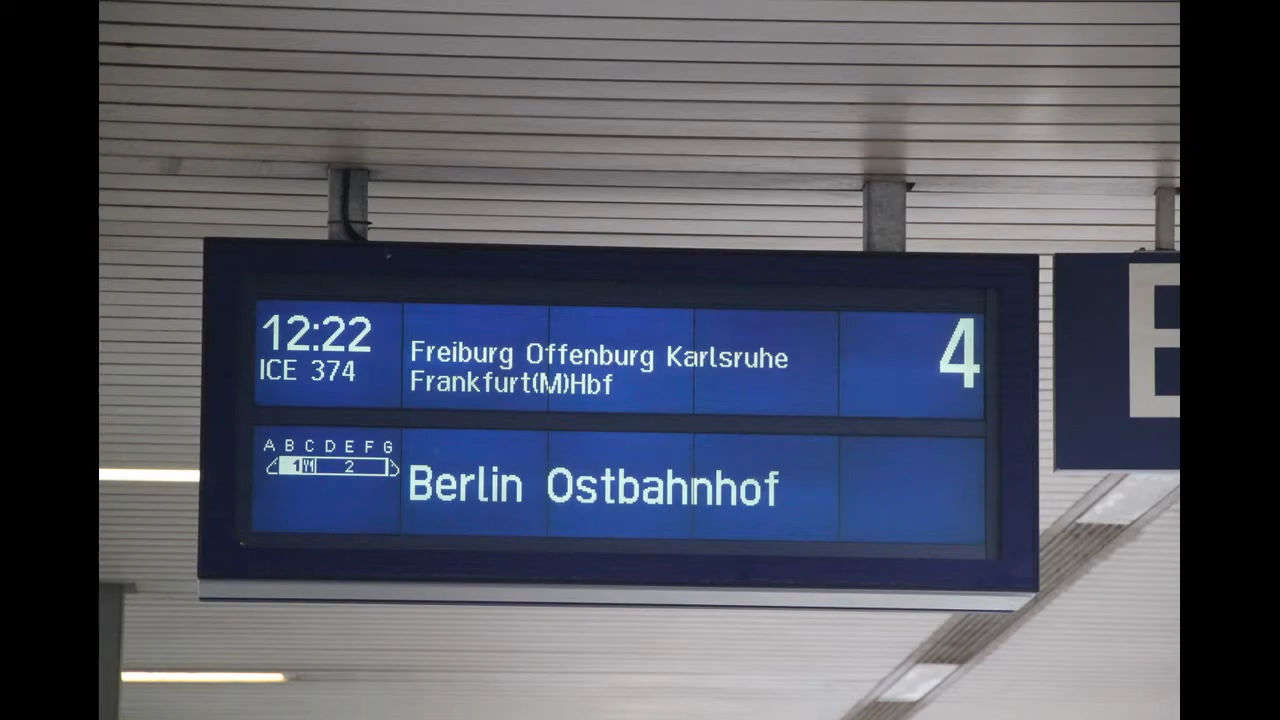 12:22
ICE 374
Freiburg Offenburg Karlsruhe
Frankfurt(M)Hbf
4
A B C D E F G
1 2
Berlin Ostbahnhof
E